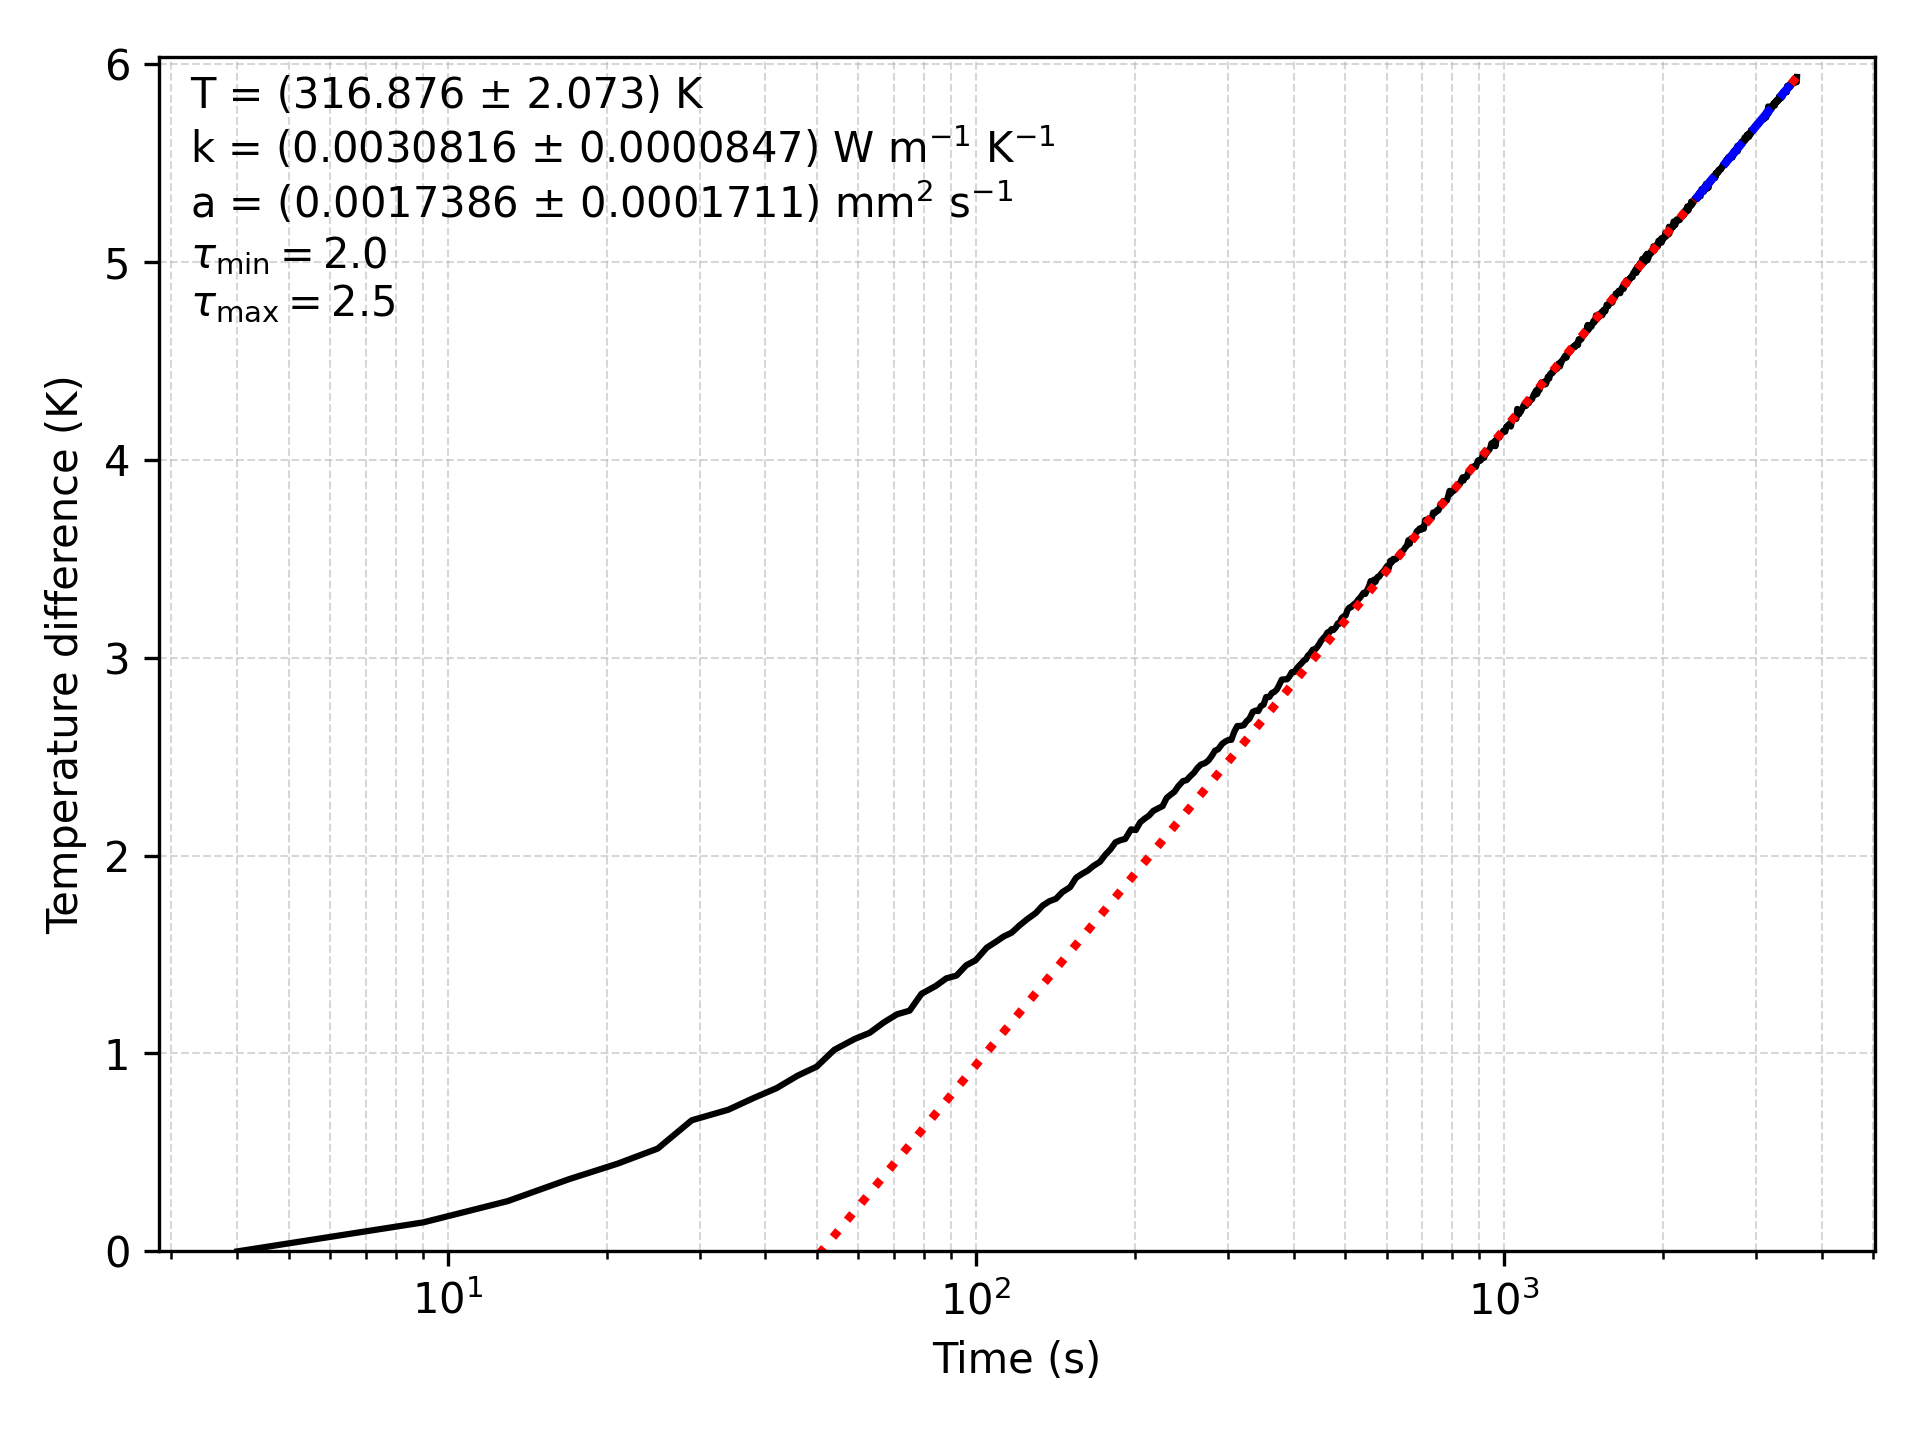 T = (316.876 ± 2.073) K
k = (0.0030816 ± 0.0000847) W m⁻¹ K⁻¹
a = (0.0017386 ± 0.0001711) mm² s⁻¹
τmin = 2.0
τmax = 2.5
6
5
4
3
2
1
0
Temperature difference (K)
10¹ 10² 10³
Time (s)